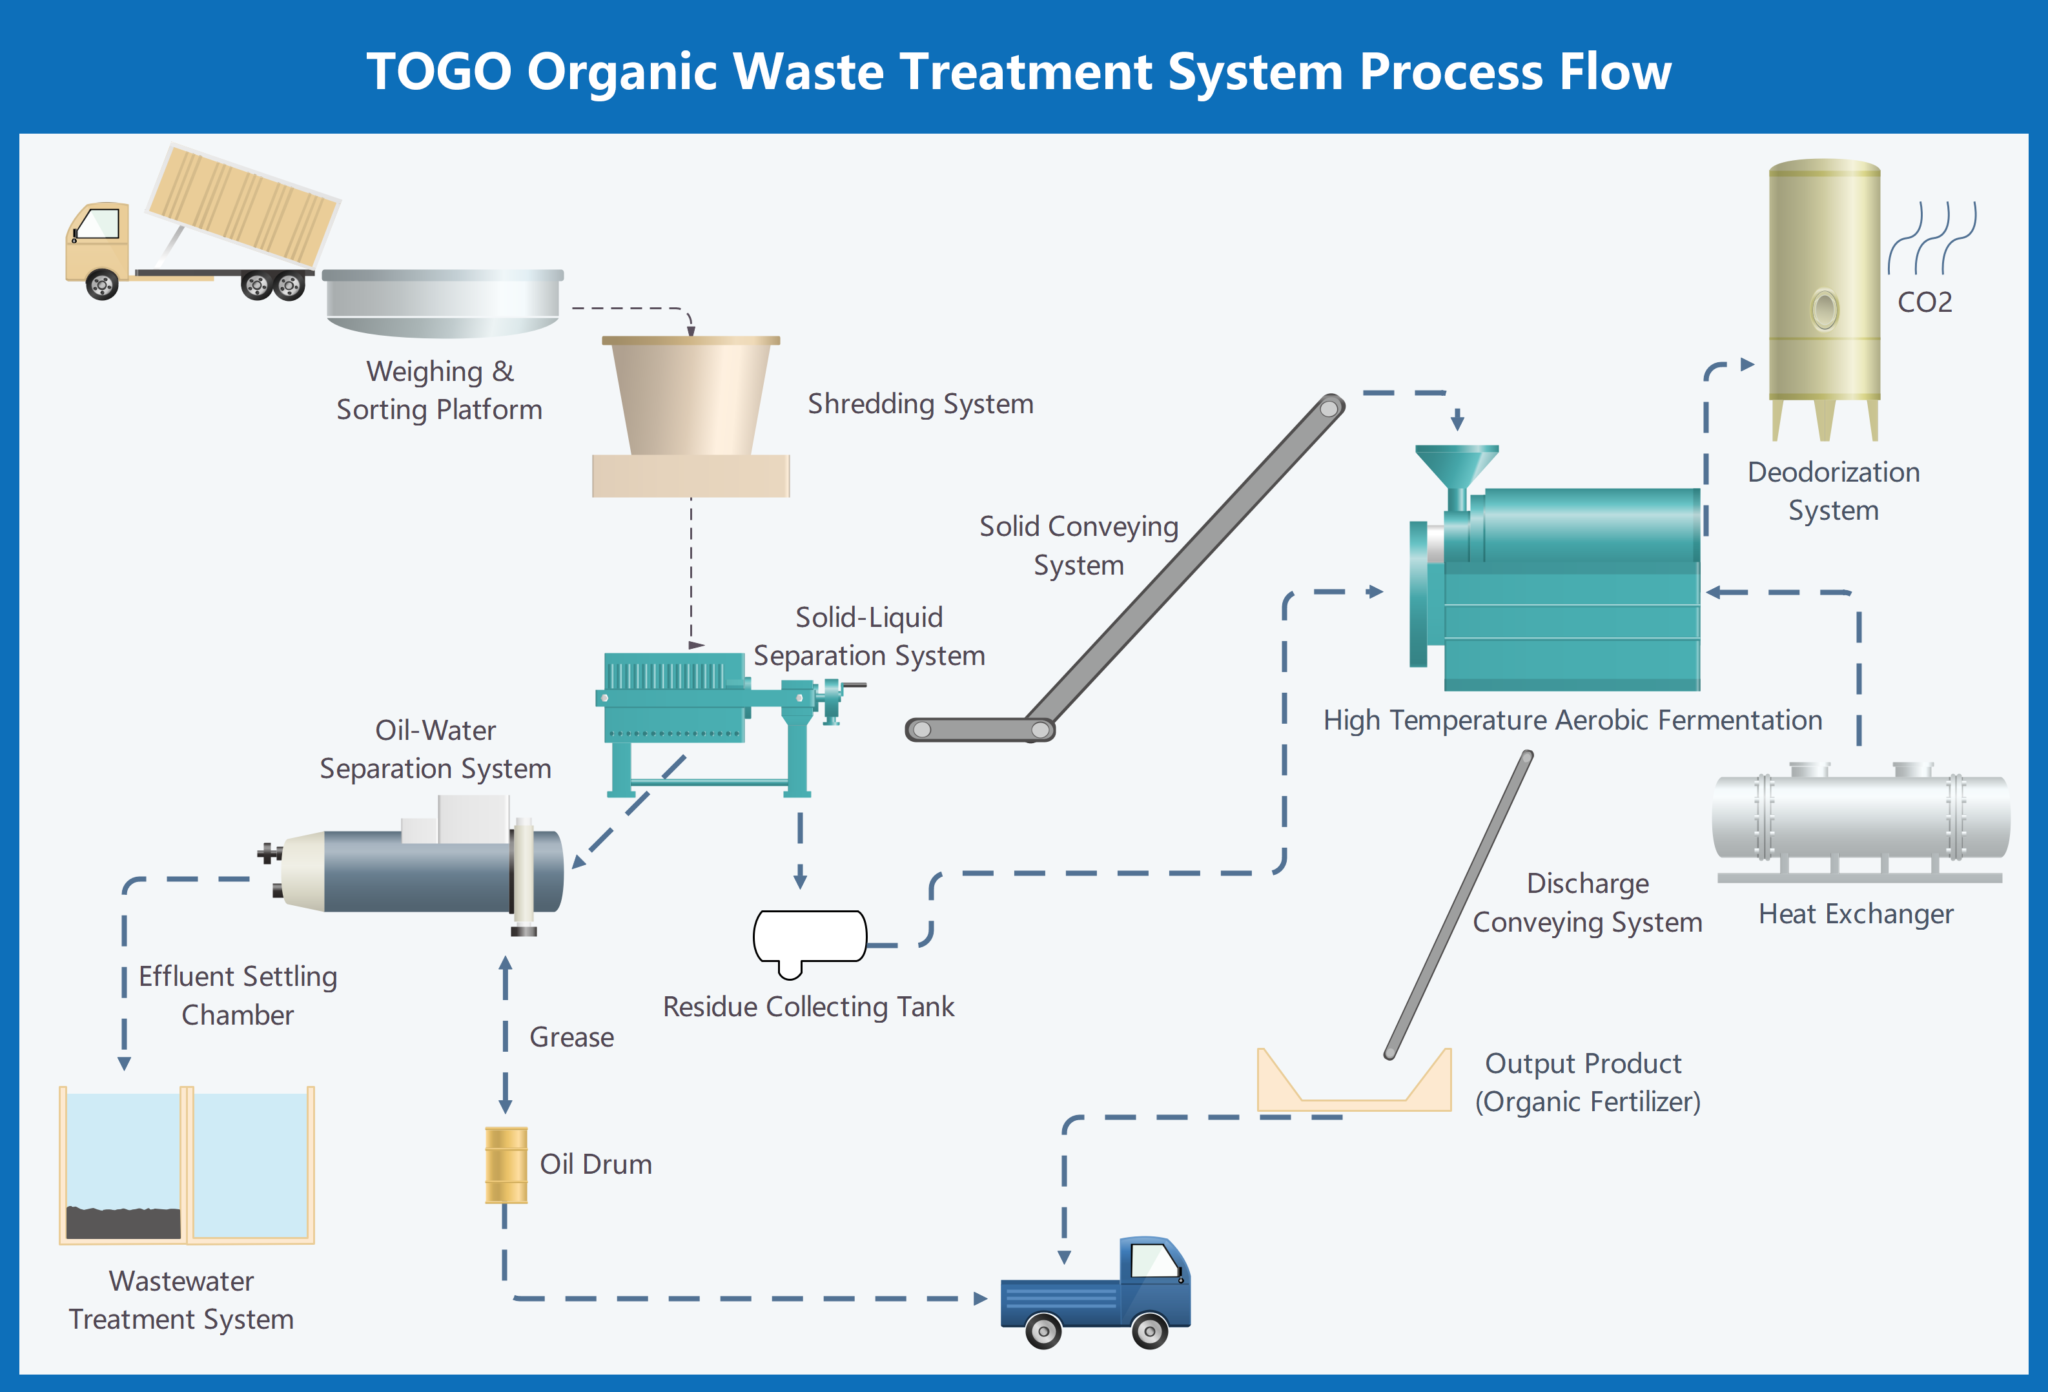 TOGO Organic Waste Treatment System Process Flow
Weighing &
Sorting Platform
Shredding System
CO2
Deodorization
System
Solid Conveying
System
Solid-Liquid
Separation System
High Temperature Aerobic Fermentation
Oil-Water
Separation System
Discharge
Conveying System
Heat Exchanger
Effluent Settling
Chamber
Residue Collecting Tank
Grease
Output Product
(Organic Fertilizer)
Oil Drum
Wastewater
Treatment System